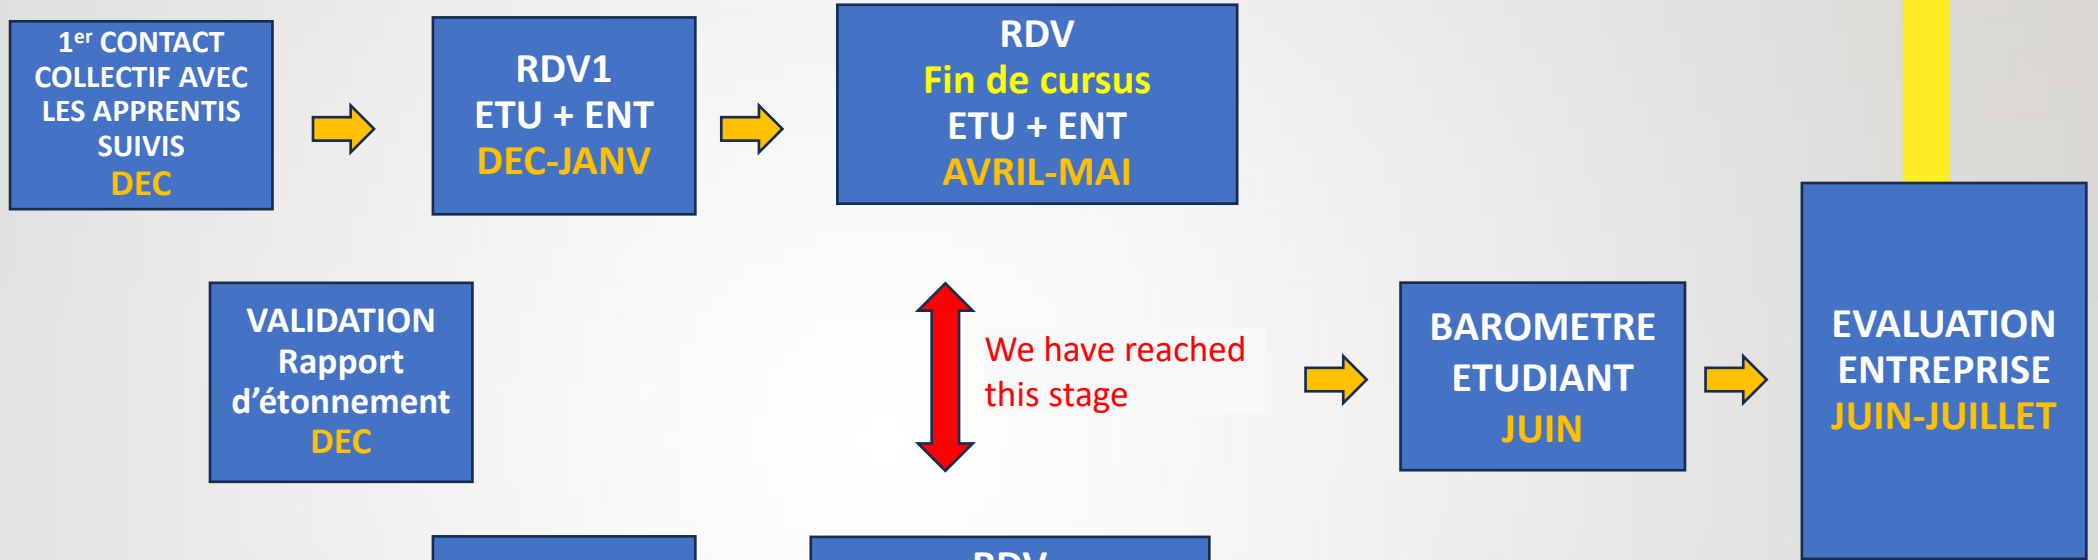 1er CONTACT
COLLECTIF AVEC
LES APPRENTIS
SUIVIS
DEC
RDV1
ETU + ENT
DEC-JANV
RDV
Fin de cursus
ETU + ENT
AVRIL-MAI
VALIDATION
Rapport
d'étonnement
DEC
We have reached
this stage
BAROMETRE
ETUDIANT
JUIN
EVALUATION
ENTREPRISE
JUIN-JUILLET
RDV